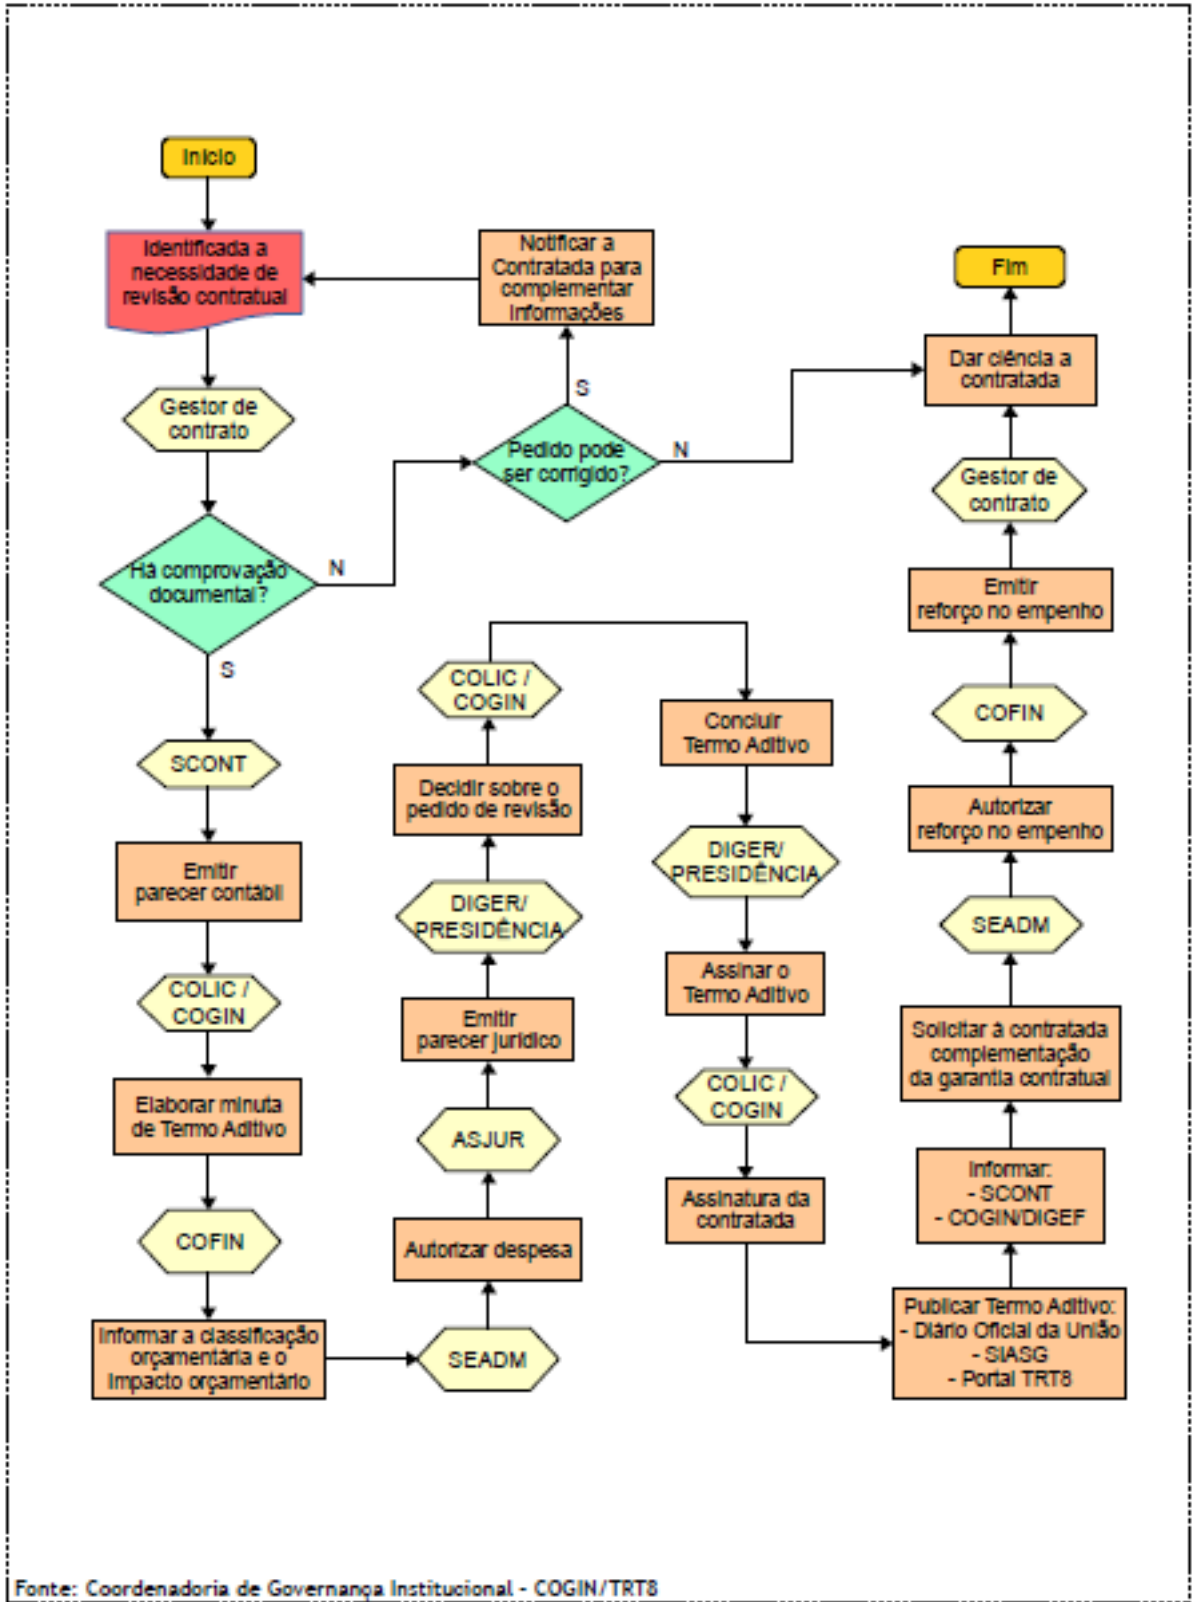 Início
Identificada a
necessidade de
revisão contratual
Gestor de
contrato
Há comprovação
documental?
N
S
Pedido pode
ser corrigido?
S
N
Notificar a
Contratada para
complementar
Informações
SCONT
Emitir
parecer contábil
COLIC /
COGIN
Elaborar minuta
de Termo Aditivo
COFIN
Informar a classificação
orçamentária e o
Impacto orçamentário
SEADM
Autorizar despesa
ASJUR
Emitir
parecer jurídico
DIGER/
PRESIDÊNCIA
Decidir sobre o
pedido de revisão
COLIC /
COGIN
Concluir
Termo Aditivo
DIGER/
PRESIDÊNCIA
Assinar o
Termo Aditivo
COLIC /
COGIN
Assinatura da
contratada
Publicar Termo Aditivo:
- Diário Oficial da União
- SIASG
- Portal TRT8
Informar:
- SCONT
- COGIN/DIGEF
Solicitar à contratada
complementação
da garantia contratual
SEADM
Autorizar
reforço no empenho
COFIN
Emitir
reforço no empenho
Gestor de
contrato
Dar ciência a
contratada
Fim
Fonte: Coordenadoria de Governança Institucional - COGIN/TRT8